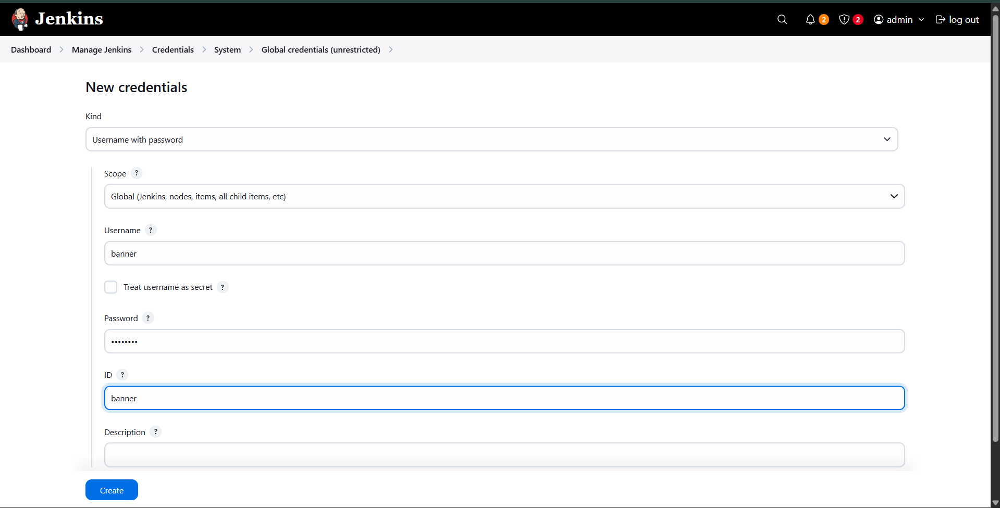 Jenkins
2
2
admin
log out
Dashboard
Manage Jenkins
Credentials
System
Global credentials (unrestricted)
New credentials
Kind
Username with password
Scope ?
Global (Jenkins, nodes, items, all child items, etc)
Username ?
banner
Treat username as secret ?
Password ?
••••••••
ID ?
banner
Description ?
Create